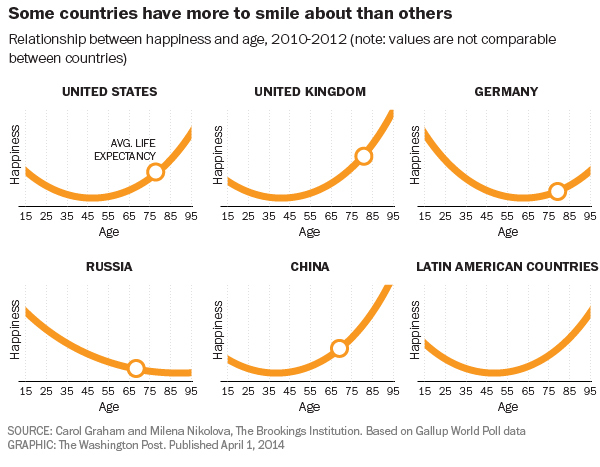 Some countries have more to smile about than others
Relationship between happiness and age, 2010-2012 (note: values are not comparable
between countries)
UNITED STATES
Happiness
AVG. LIFE
EXPECTANCY
15 25 35 45 55 65 75 85 95
Age
UNITED KINGDOM
Happiness
15 25 35 45 55 65 75 85 95
Age
GERMANY
Happiness
15 25 35 45 55 65 75 85 95
Age
RUSSIA
Happiness
15 25 35 45 55 65 75 85 95
Age
CHINA
Happiness
15 25 35 45 55 65 75 85 95
Age
LATIN AMERICAN COUNTRIES
Happiness
15 25 35 45 55 65 75 85 95
Age
SOURCE: Carol Graham and Milena Nikolova, The Brookings Institution. Based on Gallup World Poll data
GRAPHIC: The Washington Post. Published April 1, 2014